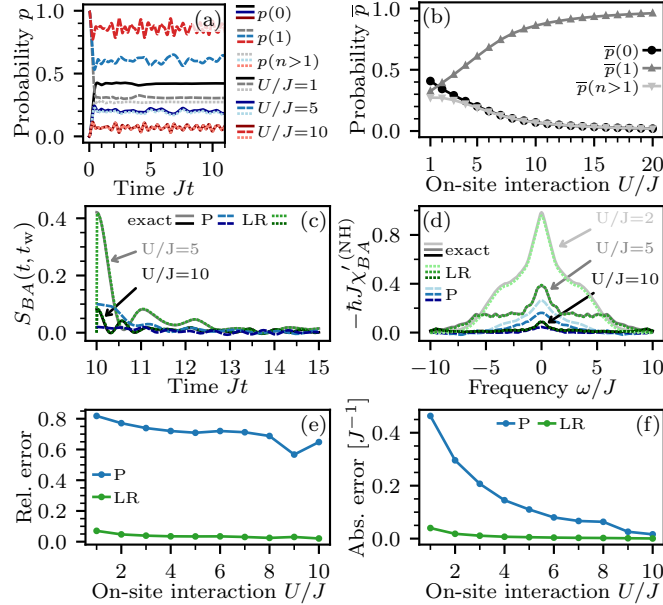 (a)
Probability p
1.0
0.5
0.0
0
5
10
Time Jt
p(0)
p(1)
p(n>1)
U/J=1
U/J=5
U/J=10
(b)
Probability p̅
1.0
0.5
0.0
p̅(0)
p̅(1)
p̅(n>1)
1
5
10
15
20
On-site interaction U/J
(c)
S_BA(t, t_w)
0.4
0.2
0.0
exact P LR
U/J=5
U/J=10
10
11
12
13
14
15
Time Jt
(d)
−ħJχ′_BA^(NH)
0.8
0.4
0.0
U/J=2
U/J=5
U/J=10
exact
LR
P
−10
−5
0
5
10
Frequency ω/J
(e)
Rel. error
0.8
0.6
0.4
0.2
0.0
P
LR
2
4
6
8
10
On-site interaction U/J
(f)
Abs. error [J⁻¹]
0.4
0.2
0.0
P LR
2
4
6
8
10
On-site interaction U/J